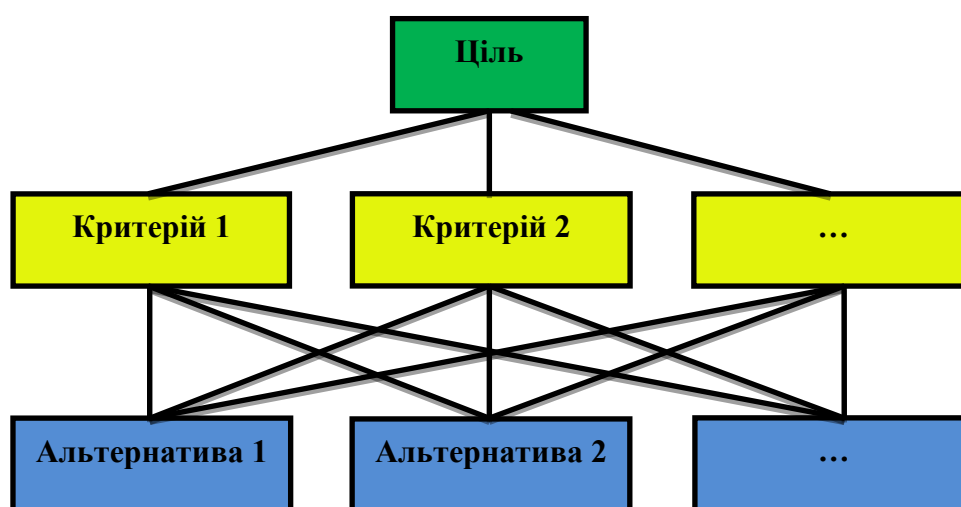 Ціль
Критерій 1
Критерій 2
…
Альтернатива 1
Альтернатива 2
…